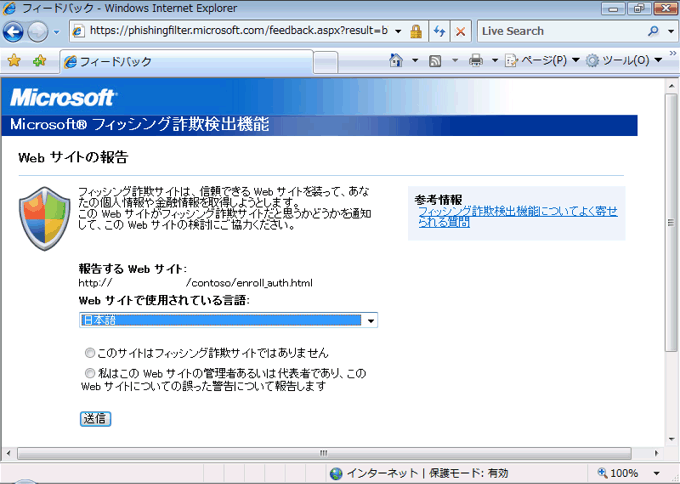 フィードバック - Windows Internet Explorer
https://phishingfilter.microsoft.com/feedback.aspx?result=b
Live Search
フィードバック
ページ(P)
ツール(O)
Microsoft
Microsoft® フィッシング詐欺検出機能
Web サイトの報告
フィッシング詐欺サイトは、信頼できる Web サイトを装って、あな
たの個人情報や金融情報を取得しようとします。
この Web サイトがフィッシング詐欺サイトだと思うかどうかを通知
して、この Web サイトの検討にご協力ください。
参考情報
フィッシング詐欺検出機能についてよく寄せ
られる質問
報告する Web サイト:
http:// /contoso/enroll_auth.html
Web サイトで使用されている言語:
日本語
このサイトはフィッシング詐欺サイトではありません
私はこの Web サイトの管理者あるいは代表者であり、この
Web サイトについての誤った警告について報告します
送信
インターネット | 保護モード: 有効
100%